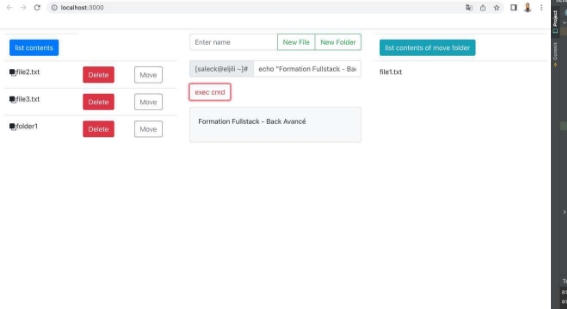 localhost:3000
list contents
file2.txt
Delete
Move
file3.txt
Delete
Move
folder1
Delete
Move
Enter name
New File
New Folder
[saleck@eljili ~]#
echo "Formation Fullstack - Ba
exec cmd
Formation Fullstack - Back Avancé
list contents of move folder
file1.txt
Project
Commit